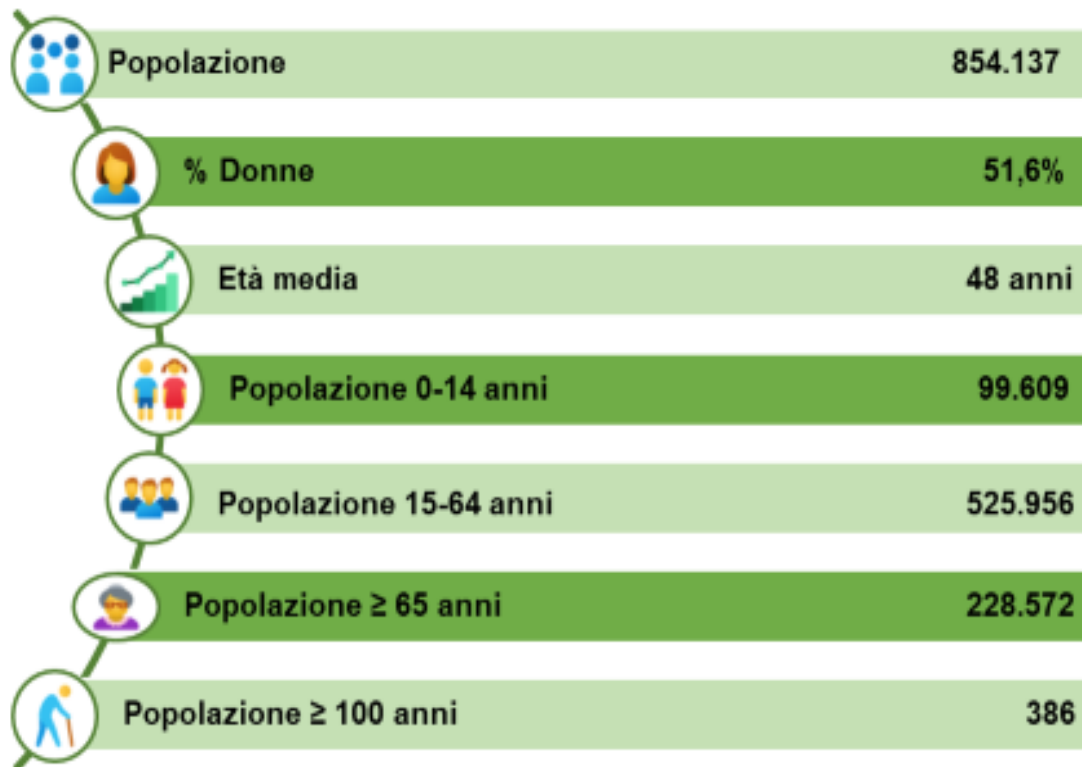 Popolazione 854.137
% Donne 51,6%
Età media 48 anni
Popolazione 0-14 anni 99.609
Popolazione 15-64 anni 525.956
Popolazione ≥ 65 anni 228.572
Popolazione ≥ 100 anni 386